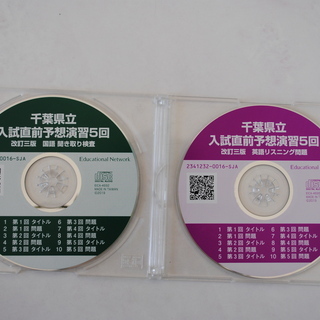 千葉県立
入試直前予想演習5回
改訂三版 国語 聞き取り検査
0016-SJA
Educational Network
1 第1回 タイトル 6 第3回 問題
2 第1回 問題 7 第4回 タイトル
3 第2回 タイトル 8 第4回 問題
4 第2回 問題 9 第5回 タイトル
5 第3回 タイトル 10 第5回 問題
千葉県立
入試直前予想演習5回
改訂三版 英語リスニング問題
2341232-0016-SJA
Educational Network
1 第1回 タイトル 6 第3回 問題
2 第1回 問題 7 第4回 タイトル
3 第2回 タイトル 8 第4回 問題
4 第2回 問題 9 第5回 タイトル
5 第3回 タイトル 10 第5回 問題